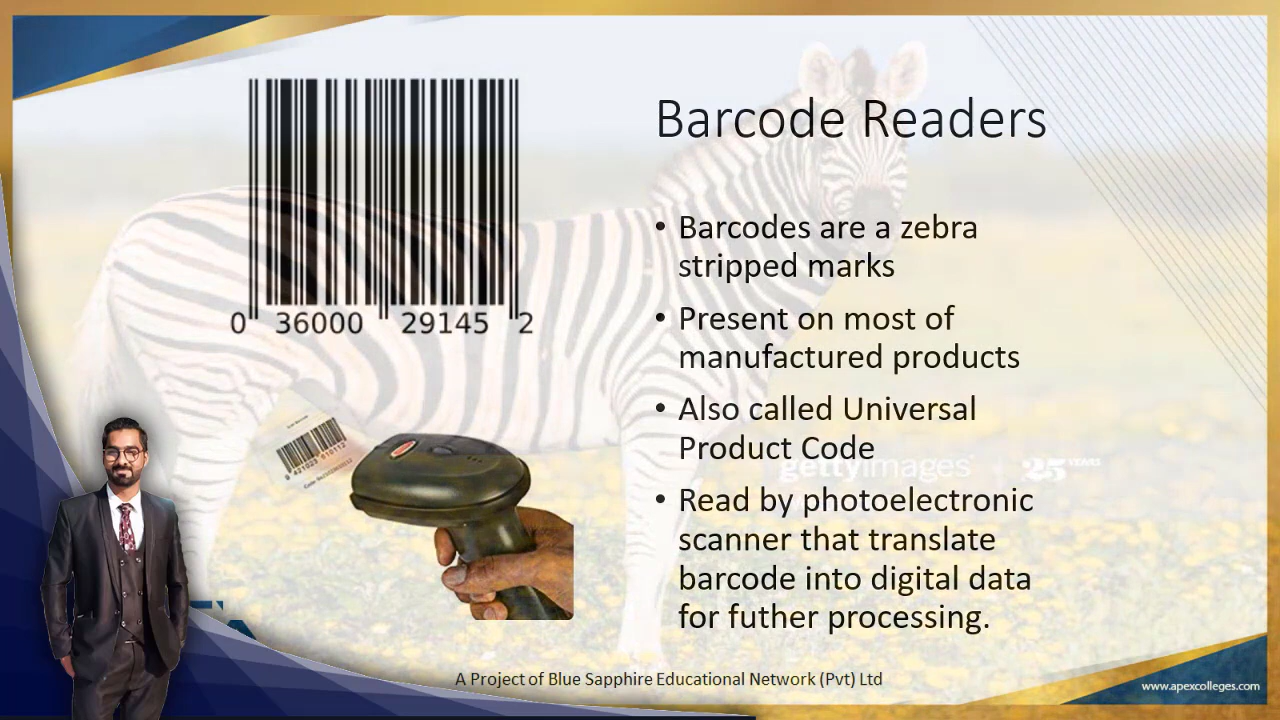 Barcode Readers
• Barcodes are a zebra
stripped marks
• Present on most of
manufactured products
• Also called Universal
Product Code
• Read by photoelectronic
scanner that translate
barcode into digital data
for futher processing.
0 36000 29145 2
gettyimages
25 YEARS
A Project of Blue Sapphire Educational Network (Pvt) Ltd
www.apexcolleges.com